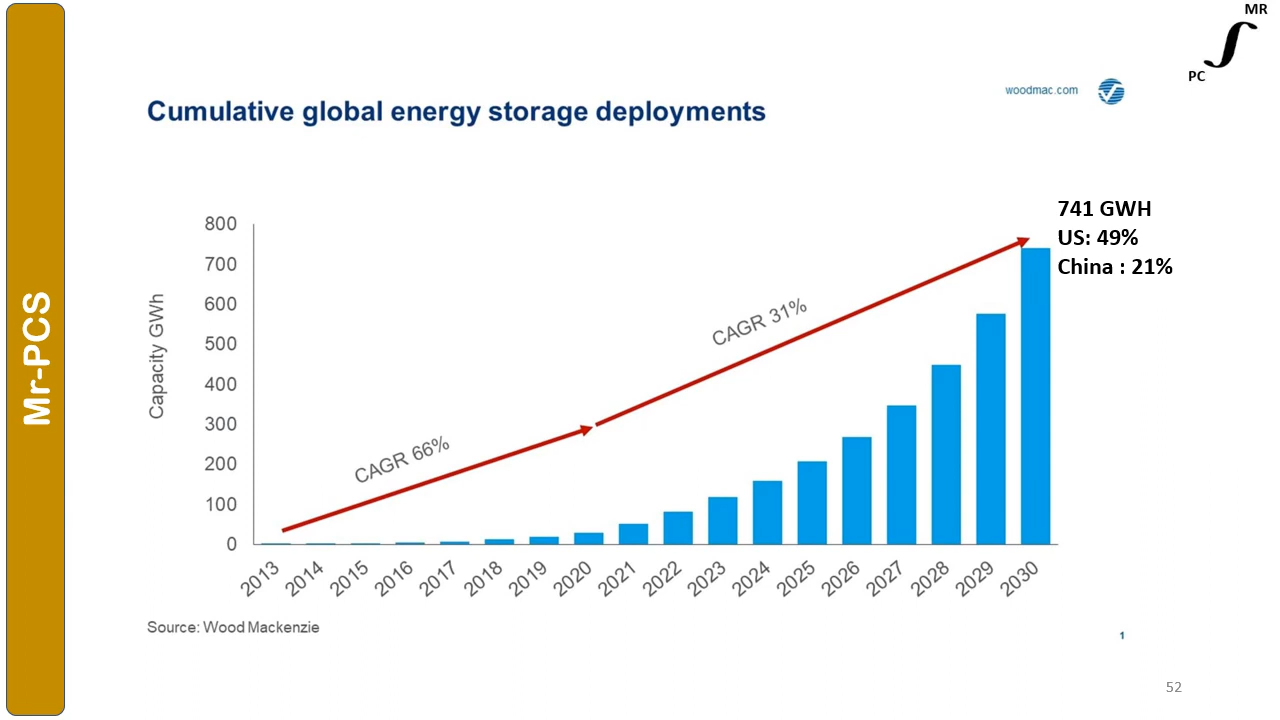 MR
PC
Mr-PCS
woodmac.com
Cumulative global energy storage deployments
741 GWH
US: 49%
China : 21%
Capacity GWh
800
700
600
500
400
300
200
100
0
CAGR 66%
CAGR 31%
2013
2014
2015
2016
2017
2018
2019
2020
2021
2022
2023
2024
2025
2026
2027
2028
2029
2030
Source: Wood Mackenzie
1
52